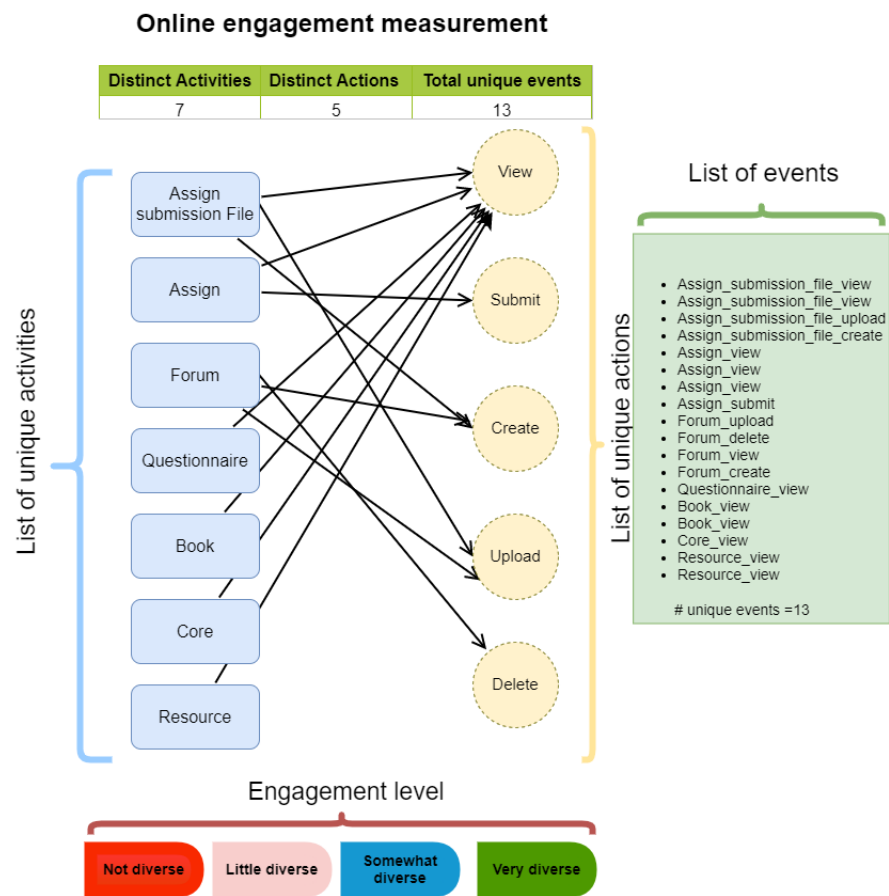 Online engagement measurement
Distinct Activities Distinct Actions Total unique events
7 5 13
List of unique activities
Assign
submission File
Assign
Forum
Questionnaire
Book
Core
Resource
View
Submit
Create
Upload
Delete
List of unique actions
List of events
• Assign_submission_file_view
• Assign_submission_file_view
• Assign_submission_file_upload
• Assign_submission_file_create
• Assign_view
• Assign_view
• Assign_view
• Assign_submit
• Forum_upload
• Forum_delete
• Forum_view
• Forum_create
• Questionnaire_view
• Book_view
• Book_view
• Core_view
• Resource_view
• Resource_view
# unique events =13
Engagement level
Not diverse
Little diverse
Somewhat
diverse
Very diverse